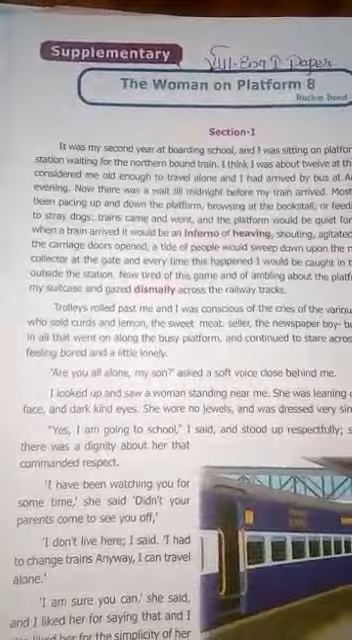 Supplementary
VIII-Eng I Paper
The Woman on Platform 8
Ruskin Bond
Section-I
It was my second year at boarding school, and I was sitting on platfor
station waiting for the northern bound train. I think I was about twelve at th
considered me old enough to travel alone and I had arrived by bus at A
evening. Now there was a wait till midnight before my train arrived. Most
been pacing up and down the platform, browsing at the bookstall, or feed
to stray dogs; trains came and went, and the platform would be quiet for
when a train arrived it would be an inferno of heaving, shouting, agitated
the carriage doors opened, a tide of people would sweep down upon the n
collector at the gate and every time this happened I would be caught in t
outside the station. Now tired of this game and of ambling about the platf
my suitcase and gazed dismally across the railway tracks.
Trolleys rolled past me and I was conscious of the cries of the variou
who sold curds and lemon, the sweet meat. seller, the newspaper boy- bu
in all that went on along the busy platform, and continued to stare acros
feeling bored and a little lonely.
'Are you all alone, my son?' asked a soft voice close behind me.
I looked up and saw a woman standing near me. She was leaning
face, and dark kind eyes. She wore no jewels, and was dressed very sin
"Yes, I am going to school," I said, and stood up respectfully; s
there was a dignity about her that
commanded respect.
'I have been watching you for
some time,' she said 'Didn't your
parents come to see you off,'
'I don't live here; I said. 'I had
to change trains Anyway, I can travel
alone.'
'I am sure you can.' she said,
and I liked her for saying that and I
liked her for the simplicity of her